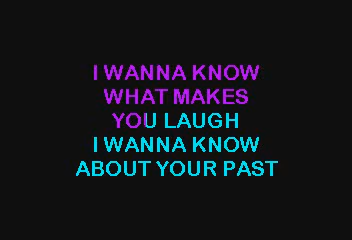 I WANNA KNOW
WHAT MAKES
YOU LAUGH
I WANNA KNOW
ABOUT YOUR PAST